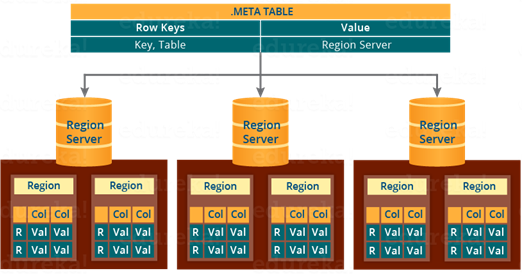 .META TABLE
Row Keys Value
Key, Table Region Server
Region Server Region Server Region Server
Region Region Region Region Region Region
Col Col Col Col Col Col Col Col Col Col Col Col
R Val Val R Val Val R Val Val R Val Val R Val Val R Val Val
R Val Val R Val Val R Val Val R Val Val R Val Val R Val Val